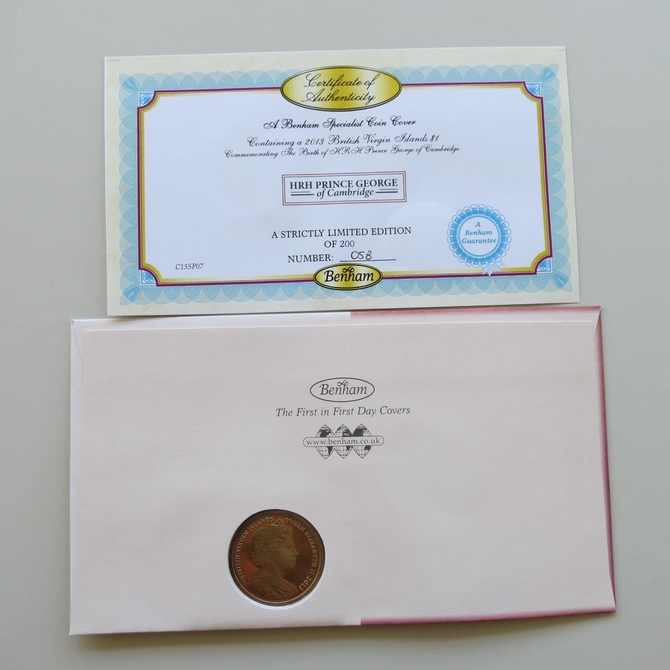 Certificate of
Authenticity
A Benham Specialist Coin Cover
Containing a 2013 British Virgin Islands $1
Commemorating The Birth of HRH Prince George of Cambridge
HRH PRINCE GEORGE
of Cambridge
A STRICTLY LIMITED EDITION
OF 200
NUMBER: 058
A
Benham
Guarantee
C13SP07
Benham
Benham
The First in First Day Covers
www.benham.co.uk
BRITISH VIRGIN ISLANDS QUEEN ELIZABETH II 2013